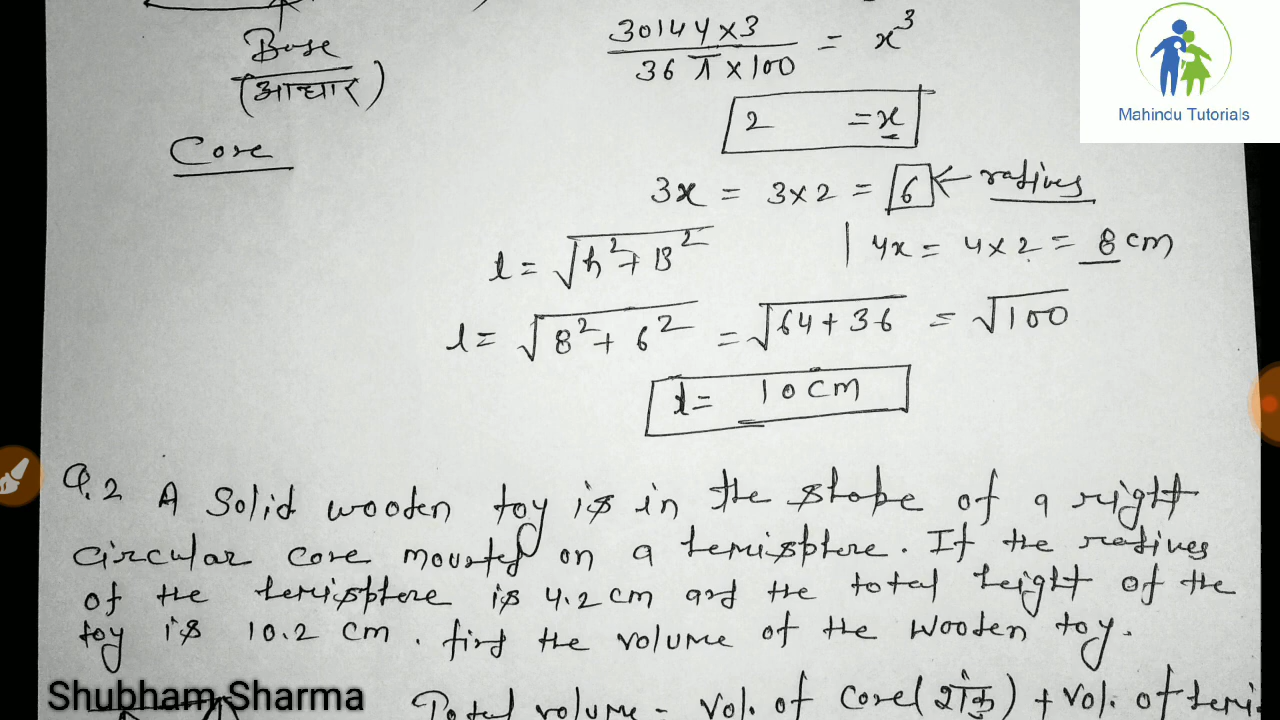 Base
(आधार)
Cone
30144 x 3 / 36 π x 100 = x³
2 = x
3x = 3 x 2 = 6 ← radius
l = √h² + B²
4x = 4 x 2 = 8 cm
l = √8² + 6² = √64 + 36 = √100
l = 10 cm
Q.2 A Solid wooden toy is in the shape of a right
circular cone mounted on a hemisphere. If the radius
of the hemisphere is 4.2 cm and the total height of the
toy is 10.2 cm. find the volume of the wooden toy.
Total volume = Vol. of cone (शंकु) + Vol. of hemi
Mahindu Tutorials
Shubham Sharma